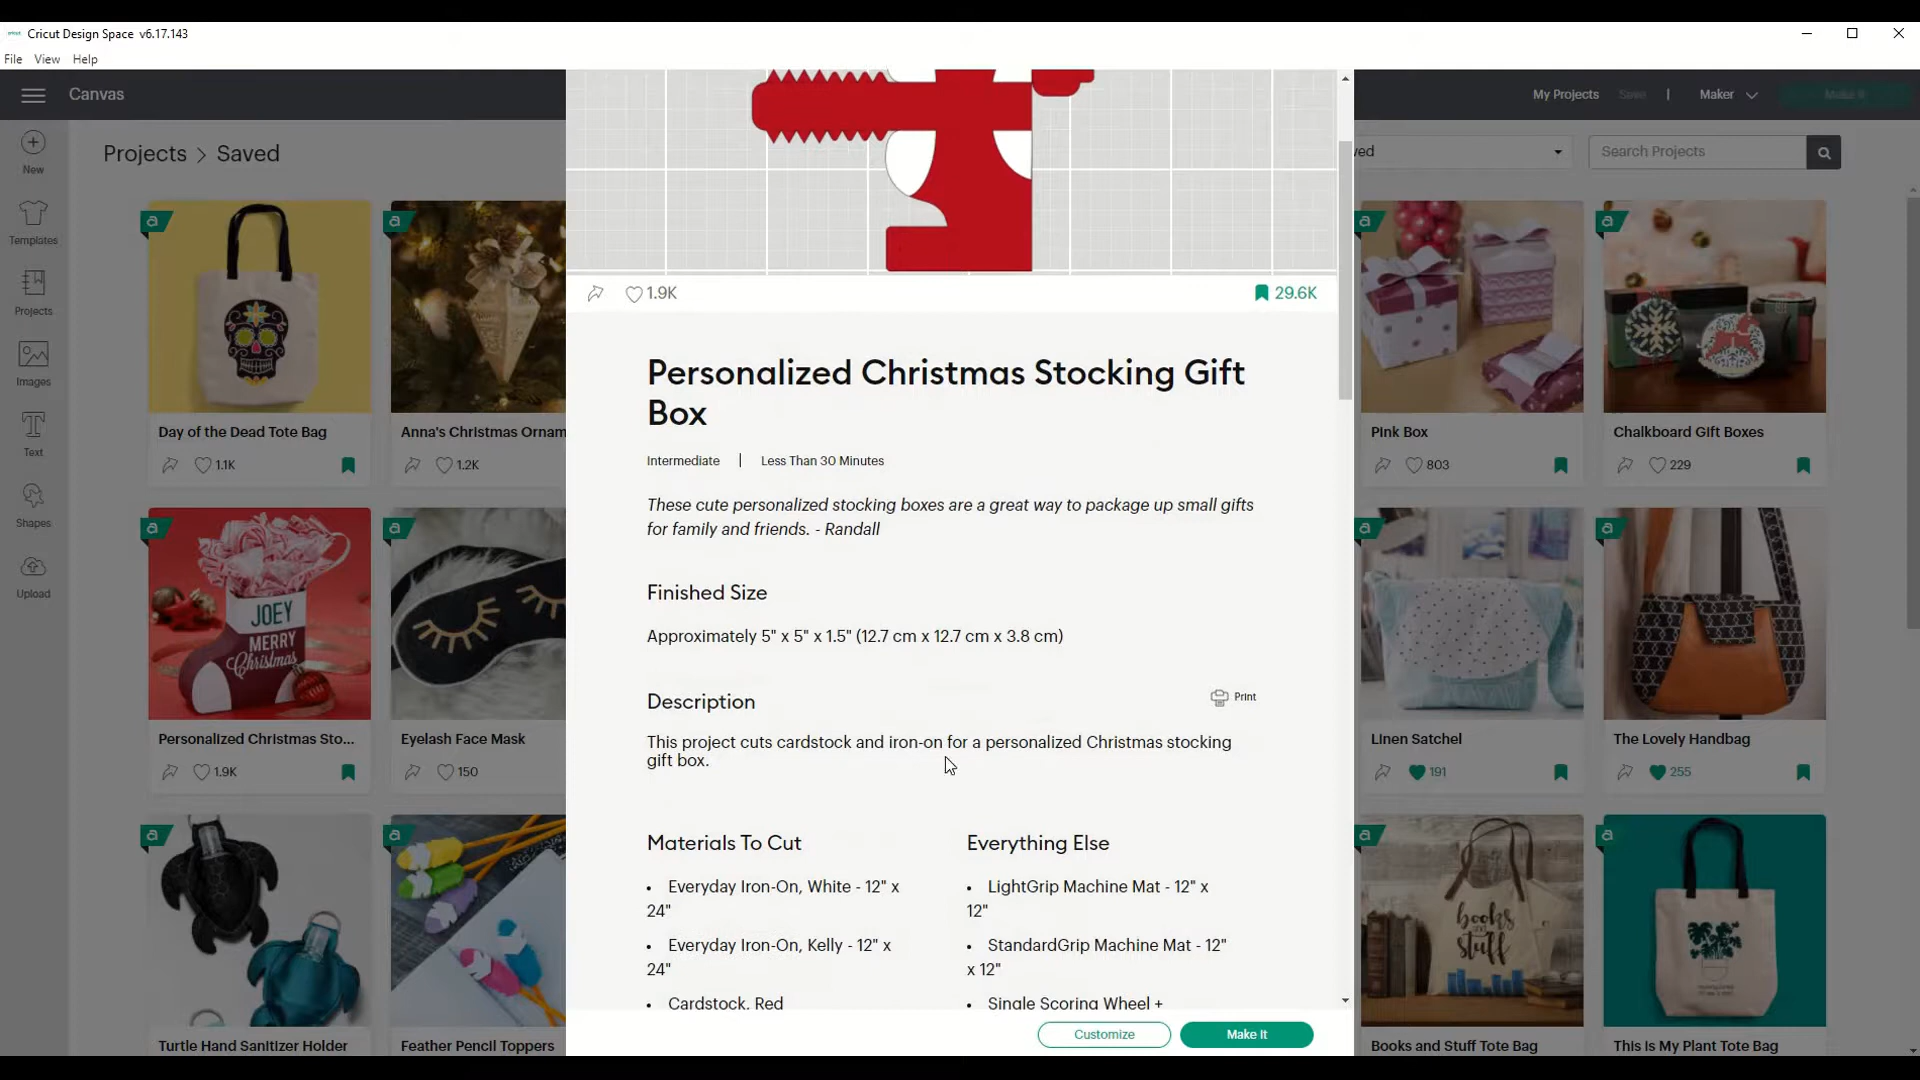 Cricut Design Space v6.17.143
File View Help
Canvas
My Projects Save | Maker Make It
New
Templates
Projects
Images
Text
Shapes
Upload
Projects > Saved
ved
Search Projects
Day of the Dead Tote Bag
1.1K
Anna's Christmas Ornam
1.2K
JOEY
MERRY
Christmas
Personalized Christmas Sto...
1.9K
Eyelash Face Mask
150
Turtle Hand Sanitizer Holder
Feather Pencil Toppers
1.9K
29.6K
Personalized Christmas Stocking Gift
Box
Intermediate | Less Than 30 Minutes
These cute personalized stocking boxes are a great way to package up small gifts
for family and friends. - Randall
Finished Size
Approximately 5" x 5" x 1.5" (12.7 cm x 12.7 cm x 3.8 cm)
Description
Print
This project cuts cardstock and iron-on for a personalized Christmas stocking
gift box.
Materials To Cut
• Everyday Iron-On, White - 12" x
24"
• Everyday Iron-On, Kelly - 12" x
24"
• Cardstock, Red
Everything Else
• LightGrip Machine Mat - 12" x
12"
• StandardGrip Machine Mat - 12"
x 12"
• Single Scoring Wheel +
Customize
Make It
Pink Box
803
Chalkboard Gift Boxes
229
Linen Satchel
191
The Lovely Handbag
255
books
and
stuff
Books and Stuff Tote Bag
This Is My Plant Tote Bag